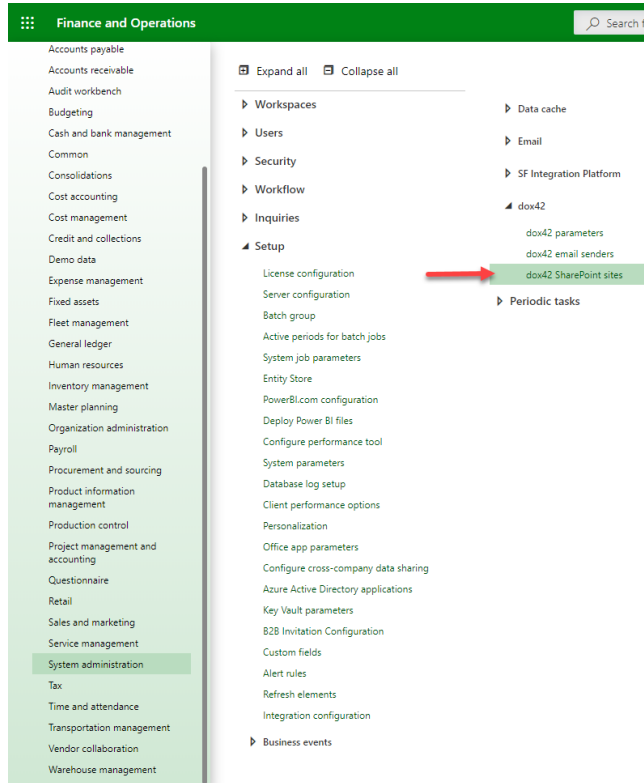 Finance and Operations
Search
Accounts payable
Accounts receivable
Audit workbench
Budgeting
Cash and bank management
Common
Consolidations
Cost accounting
Cost management
Credit and collections
Demo data
Expense management
Fixed assets
Fleet management
General ledger
Human resources
Inventory management
Master planning
Organization administration
Payroll
Procurement and sourcing
Product information
management
Production control
Project management and
accounting
Questionnaire
Retail
Sales and marketing
Service management
System administration
Tax
Time and attendance
Transportation management
Vendor collaboration
Warehouse management
Expand all Collapse all
Workspaces
Users
Security
Workflow
Inquiries
Setup
License configuration
Server configuration
Batch group
Active periods for batch jobs
System job parameters
Entity Store
PowerBI.com configuration
Deploy Power BI files
Configure performance tool
System parameters
Database log setup
Client performance options
Personalization
Office app parameters
Configure cross-company data sharing
Azure Active Directory applications
Key Vault parameters
B2B Invitation Configuration
Custom fields
Alert rules
Refresh elements
Integration configuration
Business events
Data cache
Email
SF Integration Platform
dox42
dox42 parameters
dox42 email senders
dox42 SharePoint sites
Periodic tasks